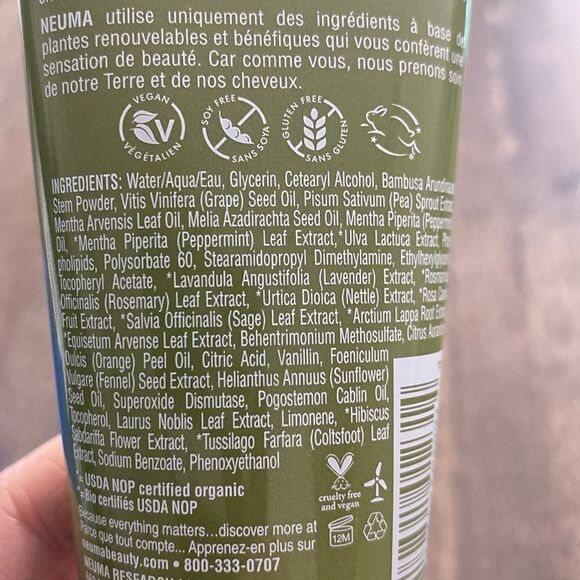 NEUMA utilise uniquement des ingrédients à base de
plantes renouvelables et bénéfiques qui vous confèrent une
sensation de beauté. Car comme vous, nous prenons soin
de notre Terre et de nos cheveux.
VEGAN
VÉGÉTALIEN
SOY FREE
SANS SOYA
GLUTEN FREE
SANS GLUTEN
INGREDIENTS: Water/Aqua/Eau, Glycerin, Cetearyl Alcohol, Bambusa Arundinacea
Stem Powder, Vitis Vinifera (Grape) Seed Oil, Pisum Sativum (Pea) Sprout Extract,
Mentha Arvensis Leaf Oil, Melia Azadirachta Seed Oil, Mentha Piperita (Peppermint)
Oil, *Mentha Piperita (Peppermint) Leaf Extract,*Ulva Lactuca Extract, Phos-
pholipids, Polysorbate 60, Stearamidopropyl Dimethylamine, Ethylhexylglycerin,
Tocopheryl Acetate, *Lavandula Angustifolia (Lavender) Extract, *Rosmarinus
Officinalis (Rosemary) Leaf Extract, *Urtica Dioica (Nettle) Extract, *Rosa Canina
Fruit Extract, *Salvia Officinalis (Sage) Leaf Extract, *Arctium Lappa Root Extract,
*Equisetum Arvense Leaf Extract, Behentrimonium Methosulfate, Citrus Aurantium
Dulcis (Orange) Peel Oil, Citric Acid, Vanillin, Foeniculum
Vulgare (Fennel) Seed Extract, Helianthus Annuus (Sunflower)
Seed Oil, Superoxide Dismutase, Pogostemon Cablin Oil,
Tocopherol, Laurus Noblis Leaf Extract, Limonene, *Hibiscus
Sabdariffa Flower Extract, *Tussilago Farfara (Coltsfoot) Leaf
Extract, Sodium Benzoate, Phenoxyethanol
*= USDA NOP certified organic
*= Bio certifiés USDA NOP
cruelty free
and vegan
12M
Because everything matters...discover more at
Parce que tout compte... Apprenez-en plus sur
neumabeauty.com • 800-333-0707
NEUMA RESEARCH